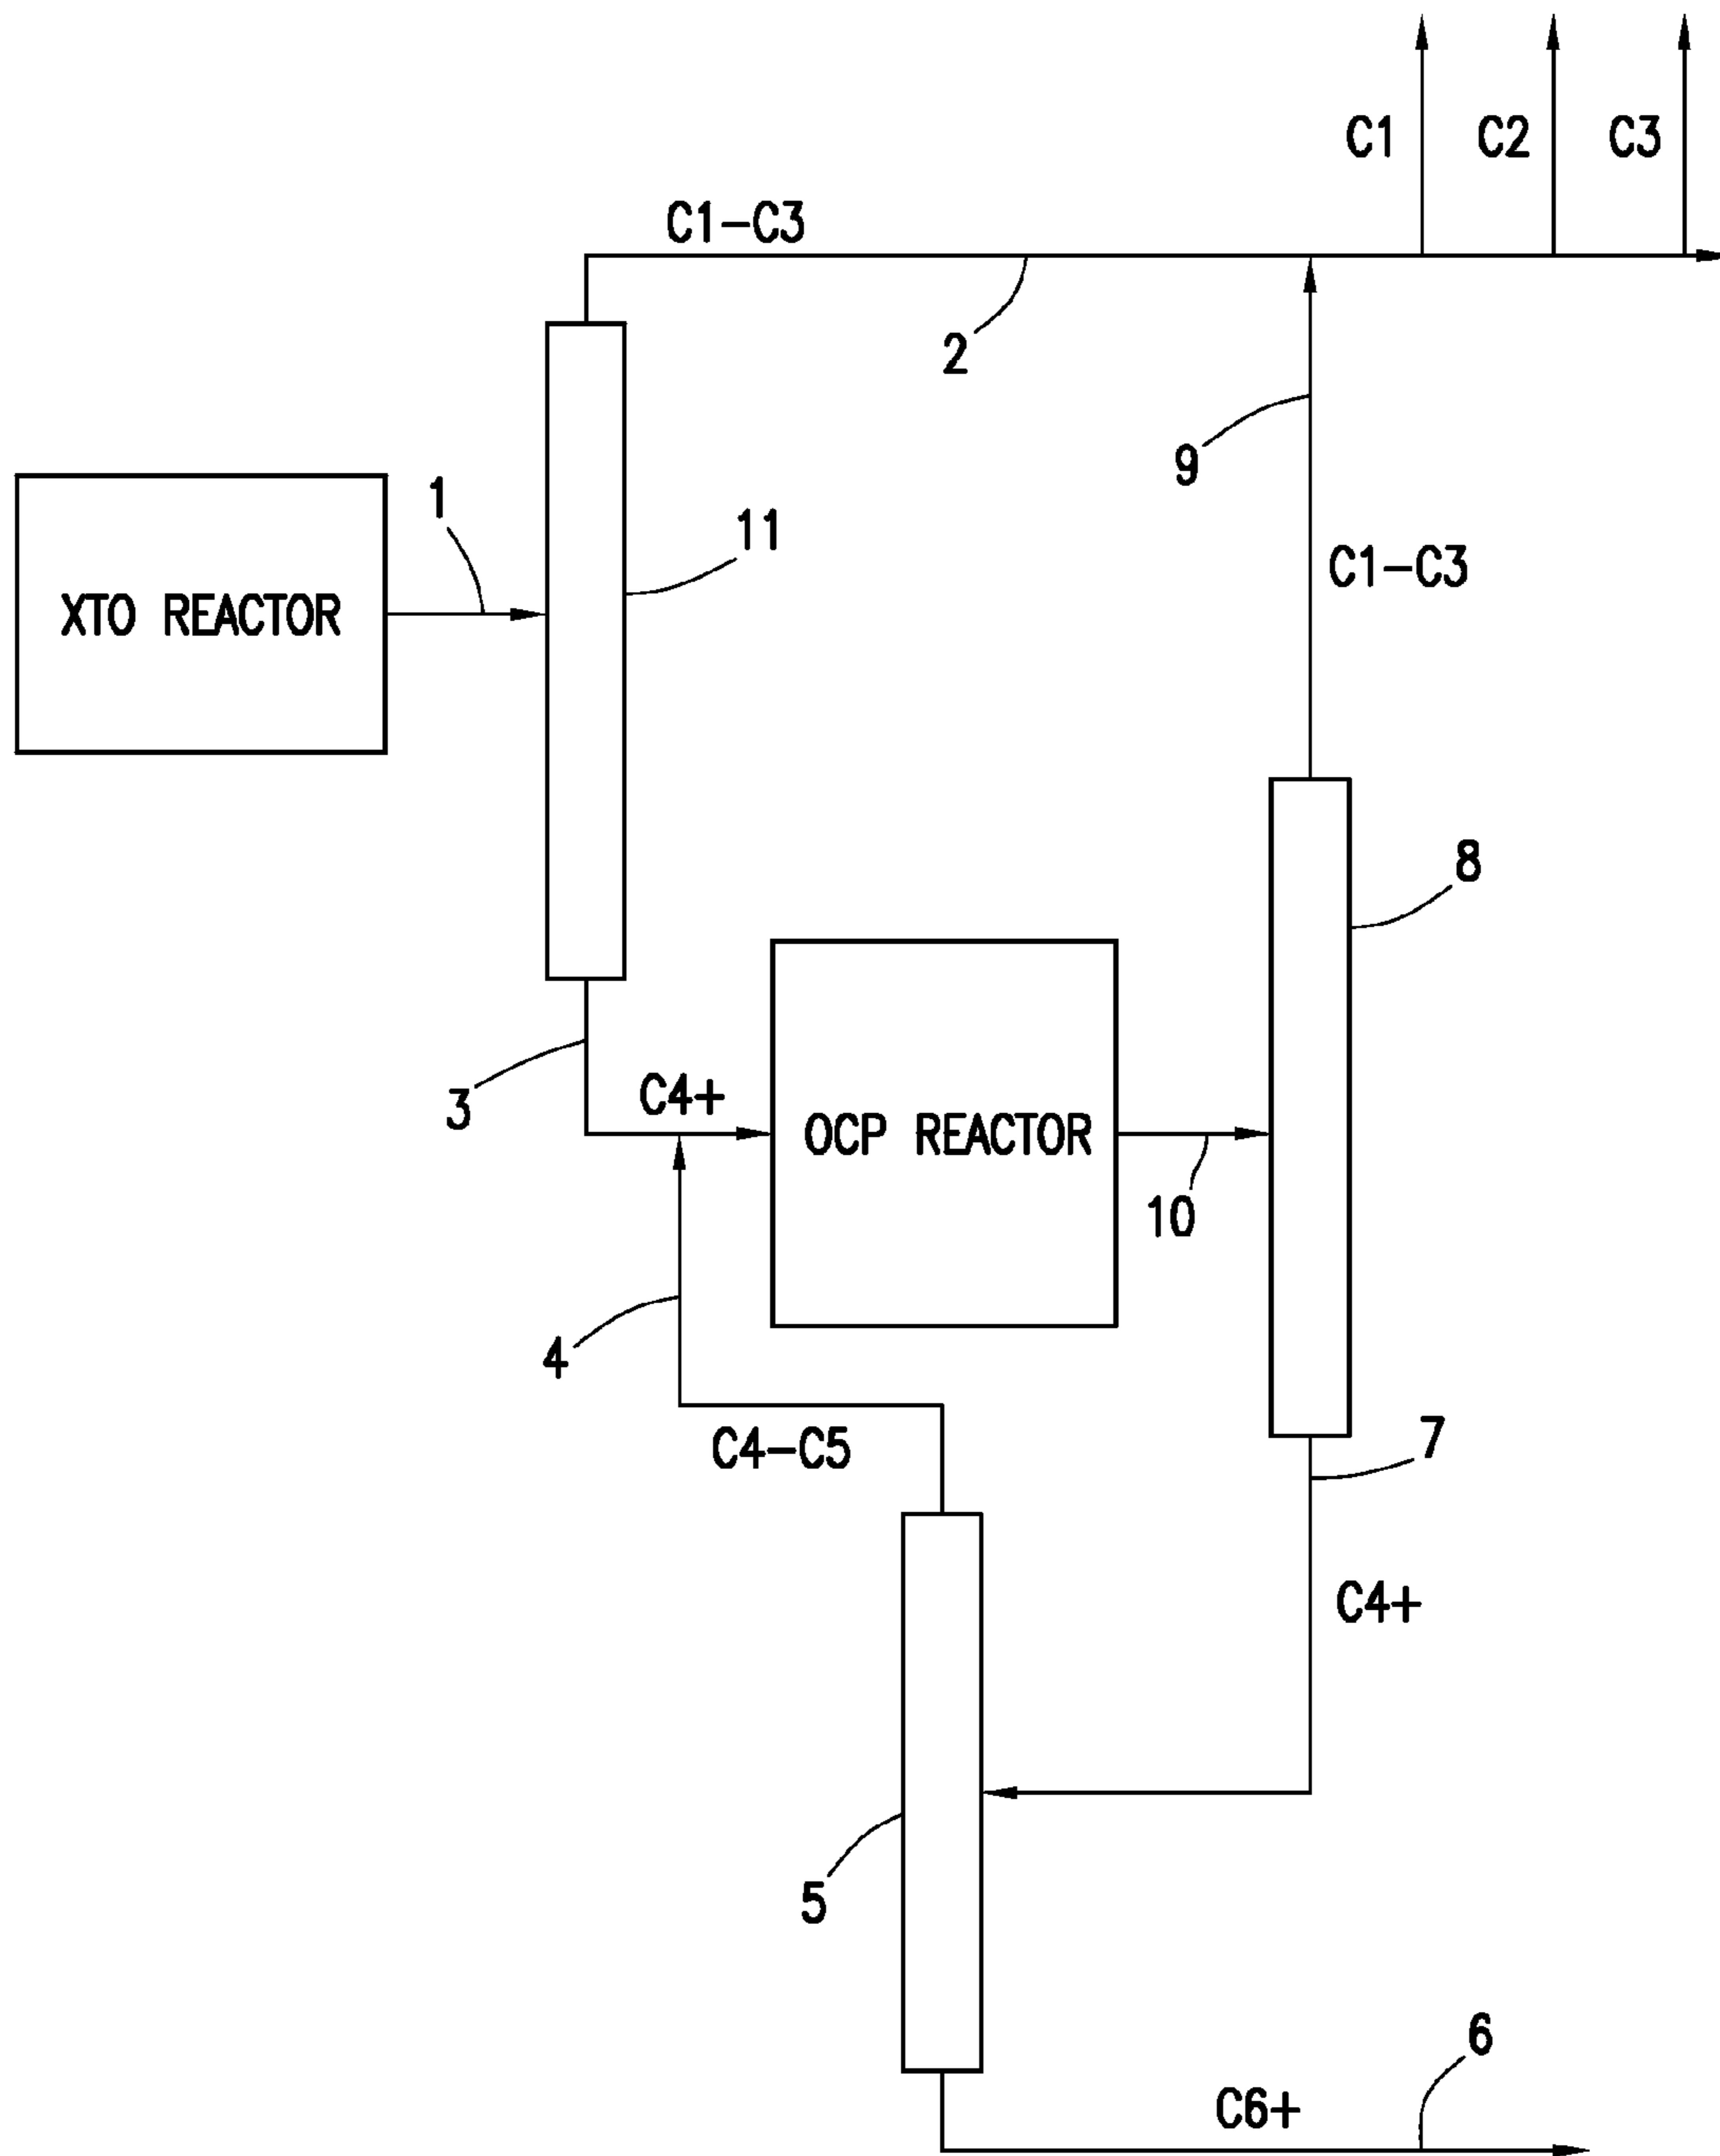 C1 C2 C3
C1-C3
2
9
1
11
C1-C3
XTO REACTOR
8
3
C4+
OCP REACTOR
10
4
C4-C5
7
C4+
5
6
C6+